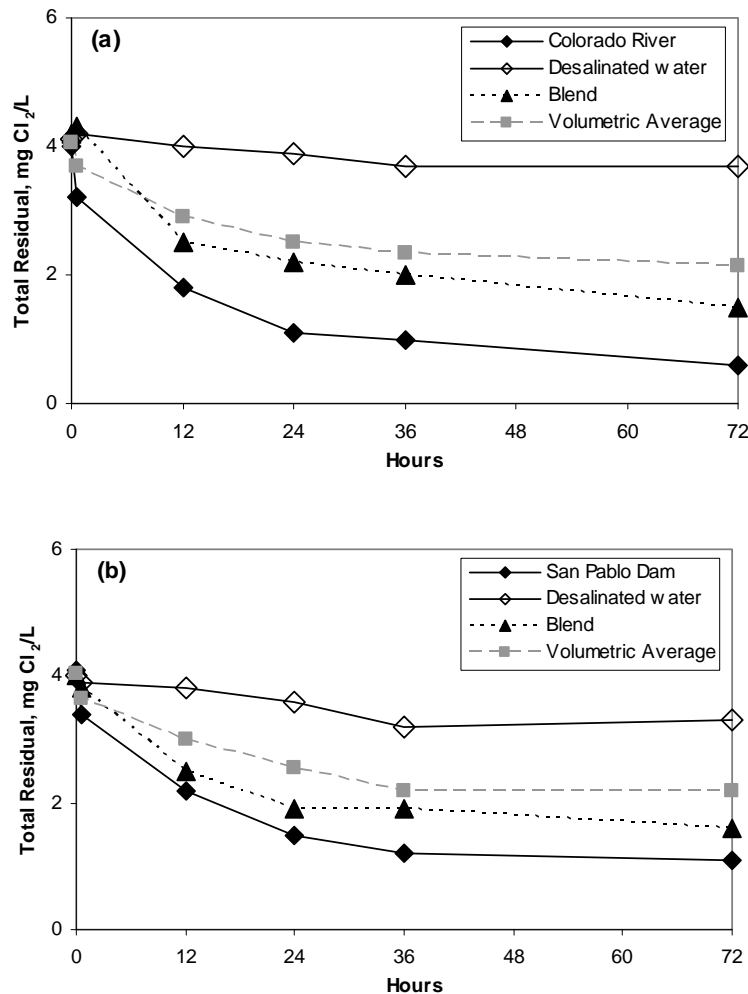 (a)
Colorado River
Desalinated water
Blend
Volumetric Average
6
4
2
0
Total Residual, mg Cl₂/L
0 12 24 36 48 60 72
Hours
(b)
San Pablo Dam
Desalinated water
Blend
Volumetric Average
6
4
2
0
Total Residual, mg Cl₂/L
0 12 24 36 48 60 72
Hours